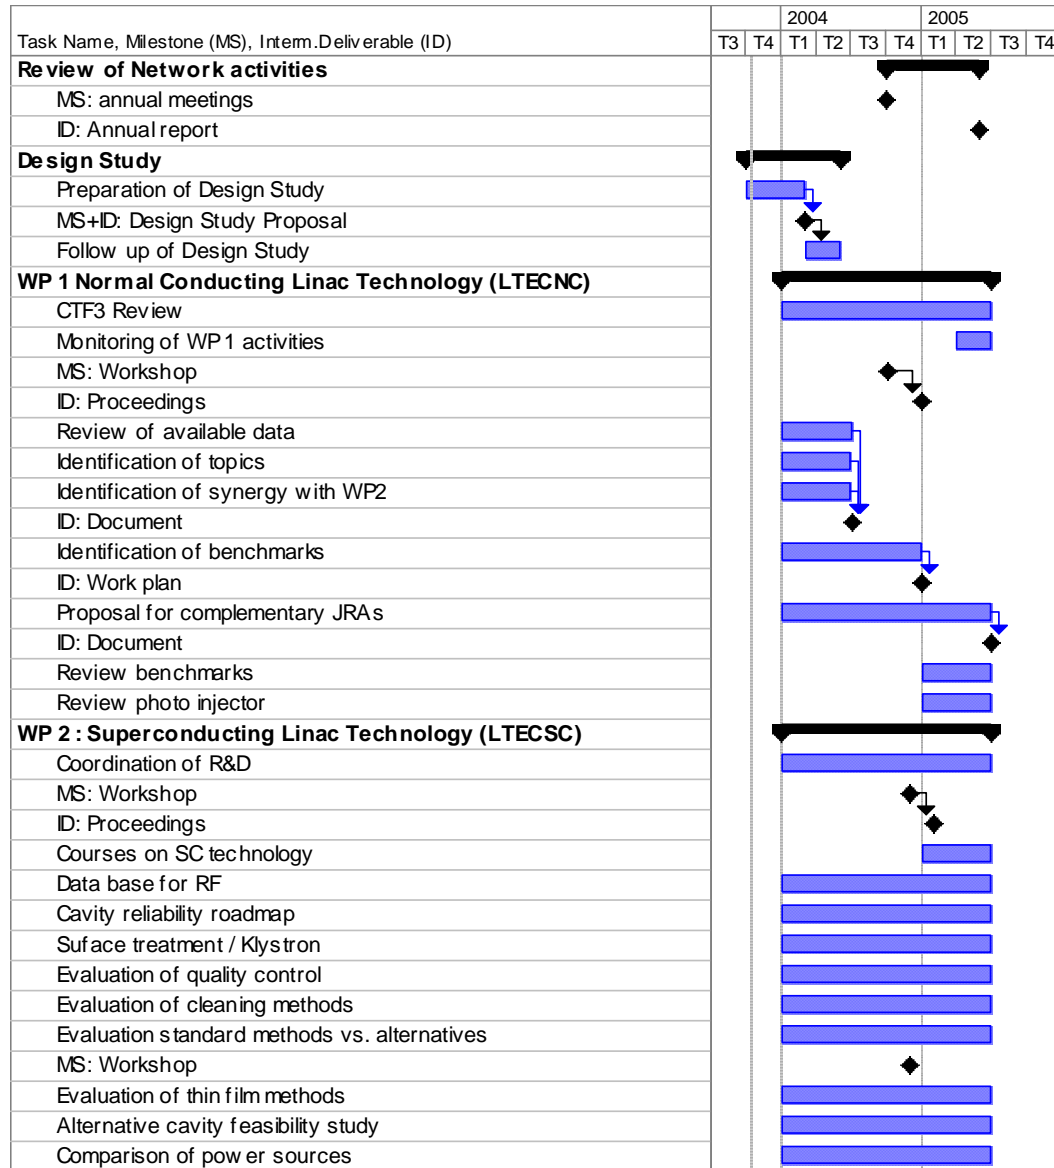 2004 2005
Task Name, Milestone (MS), Interm.Deliverable (ID) T3 T4 T1 T2 T3 T4 T1 T2 T3 T4
Review of Network activities
MS: annual meetings
ID: Annual report
Design Study
Preparation of Design Study
MS+ID: Design Study Proposal
Follow up of Design Study
WP 1 Normal Conducting Linac Technology (LTECNC)
CTF3 Review
Monitoring of WP1 activities
MS: Workshop
ID: Proceedings
Review of available data
Identification of topics
Identification of synergy with WP2
ID: Document
Identification of benchmarks
ID: Work plan
Proposal for complementary JRAs
ID: Document
Review benchmarks
Review photo injector
WP 2 : Superconducting Linac Technology (LTECSC)
Coordination of R&D
MS: Workshop
ID: Proceedings
Courses on SC technology
Data base for RF
Cavity reliability roadmap
Suface treatment / Klystron
Evaluation of quality control
Evaluation of cleaning methods
Evaluation standard methods vs. alternatives
MS: Workshop
Evaluation of thin film methods
Alternative cavity feasibility study
Comparison of power sources